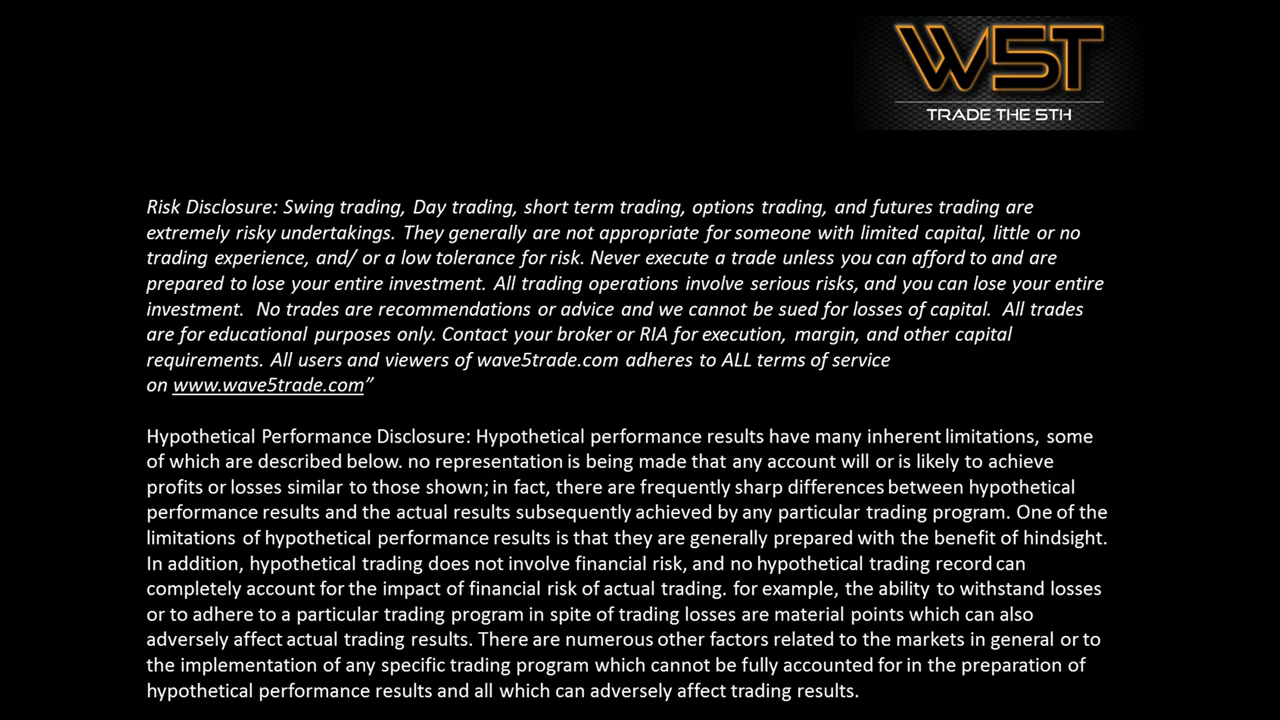 W5T
TRADE THE 5TH
Risk Disclosure: Swing trading, Day trading, short term trading, options trading, and futures trading are
extremely risky undertakings. They generally are not appropriate for someone with limited capital, little or no
trading experience, and/ or a low tolerance for risk. Never execute a trade unless you can afford to and are
prepared to lose your entire investment. All trading operations involve serious risks, and you can lose your entire
investment. No trades are recommendations or advice and we cannot be sued for losses of capital. All trades
are for educational purposes only. Contact your broker or RIA for execution, margin, and other capital
requirements. All users and viewers of wave5trade.com adheres to ALL terms of service
on www.wave5trade.com”
Hypothetical Performance Disclosure: Hypothetical performance results have many inherent limitations, some
of which are described below. no representation is being made that any account will or is likely to achieve
profits or losses similar to those shown; in fact, there are frequently sharp differences between hypothetical
performance results and the actual results subsequently achieved by any particular trading program. One of the
limitations of hypothetical performance results is that they are generally prepared with the benefit of hindsight.
In addition, hypothetical trading does not involve financial risk, and no hypothetical trading record can
completely account for the impact of financial risk of actual trading. for example, the ability to withstand losses
or to adhere to a particular trading program in spite of trading losses are material points which can also
adversely affect actual trading results. There are numerous other factors related to the markets in general or to
the implementation of any specific trading program which cannot be fully accounted for in the preparation of
hypothetical performance results and all which can adversely affect trading results.